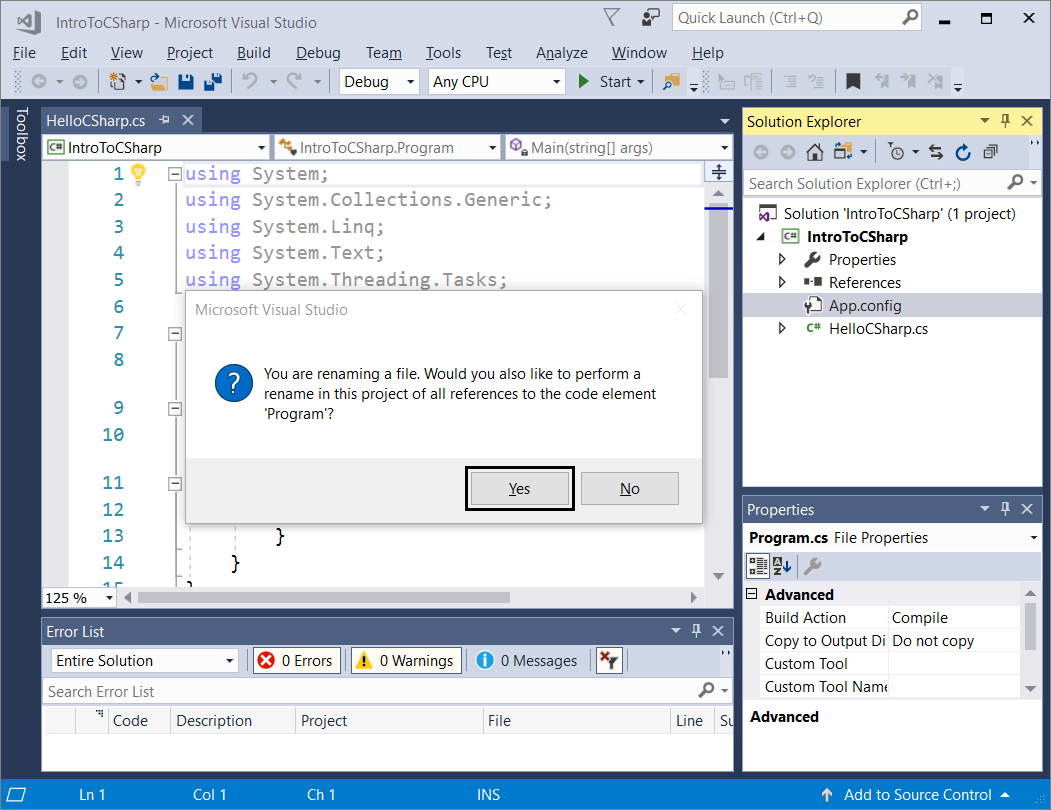 IntroToCSharp - Microsoft Visual Studio
Quick Launch (Ctrl+Q)
File Edit View Project Build Debug Team Tools Test Analyze Window Help
Debug Any CPU Start
Toolbox
HelloCSharp.cs
C# IntroToCSharp IntroToCSharp.Program Main(string[] args)
1 using System;
2 using System.Collections.Generic;
3 using System.Linq;
4 using System.Text;
5 using System.Threading.Tasks;
6
7
8
9
10
11
12
13 }
14 }
15 }
Microsoft Visual Studio
You are renaming a file. Would you also like to perform a
rename in this project of all references to the code element
'Program'?
Yes No
125 %
Solution Explorer
Search Solution Explorer (Ctrl+;)
Solution 'IntroToCSharp' (1 project)
C# IntroToCSharp
Properties
References
App.config
C# HelloCSharp.cs
Properties
Program.cs File Properties
Advanced
Build Action Compile
Copy to Output Di Do not copy
Custom Tool
Custom Tool Name
Advanced
Error List
Entire Solution 0 Errors 0 Warnings 0 Messages
Search Error List
Code Description Project File Line Su
Ln 1 Col 1 Ch 1 INS Add to Source Control